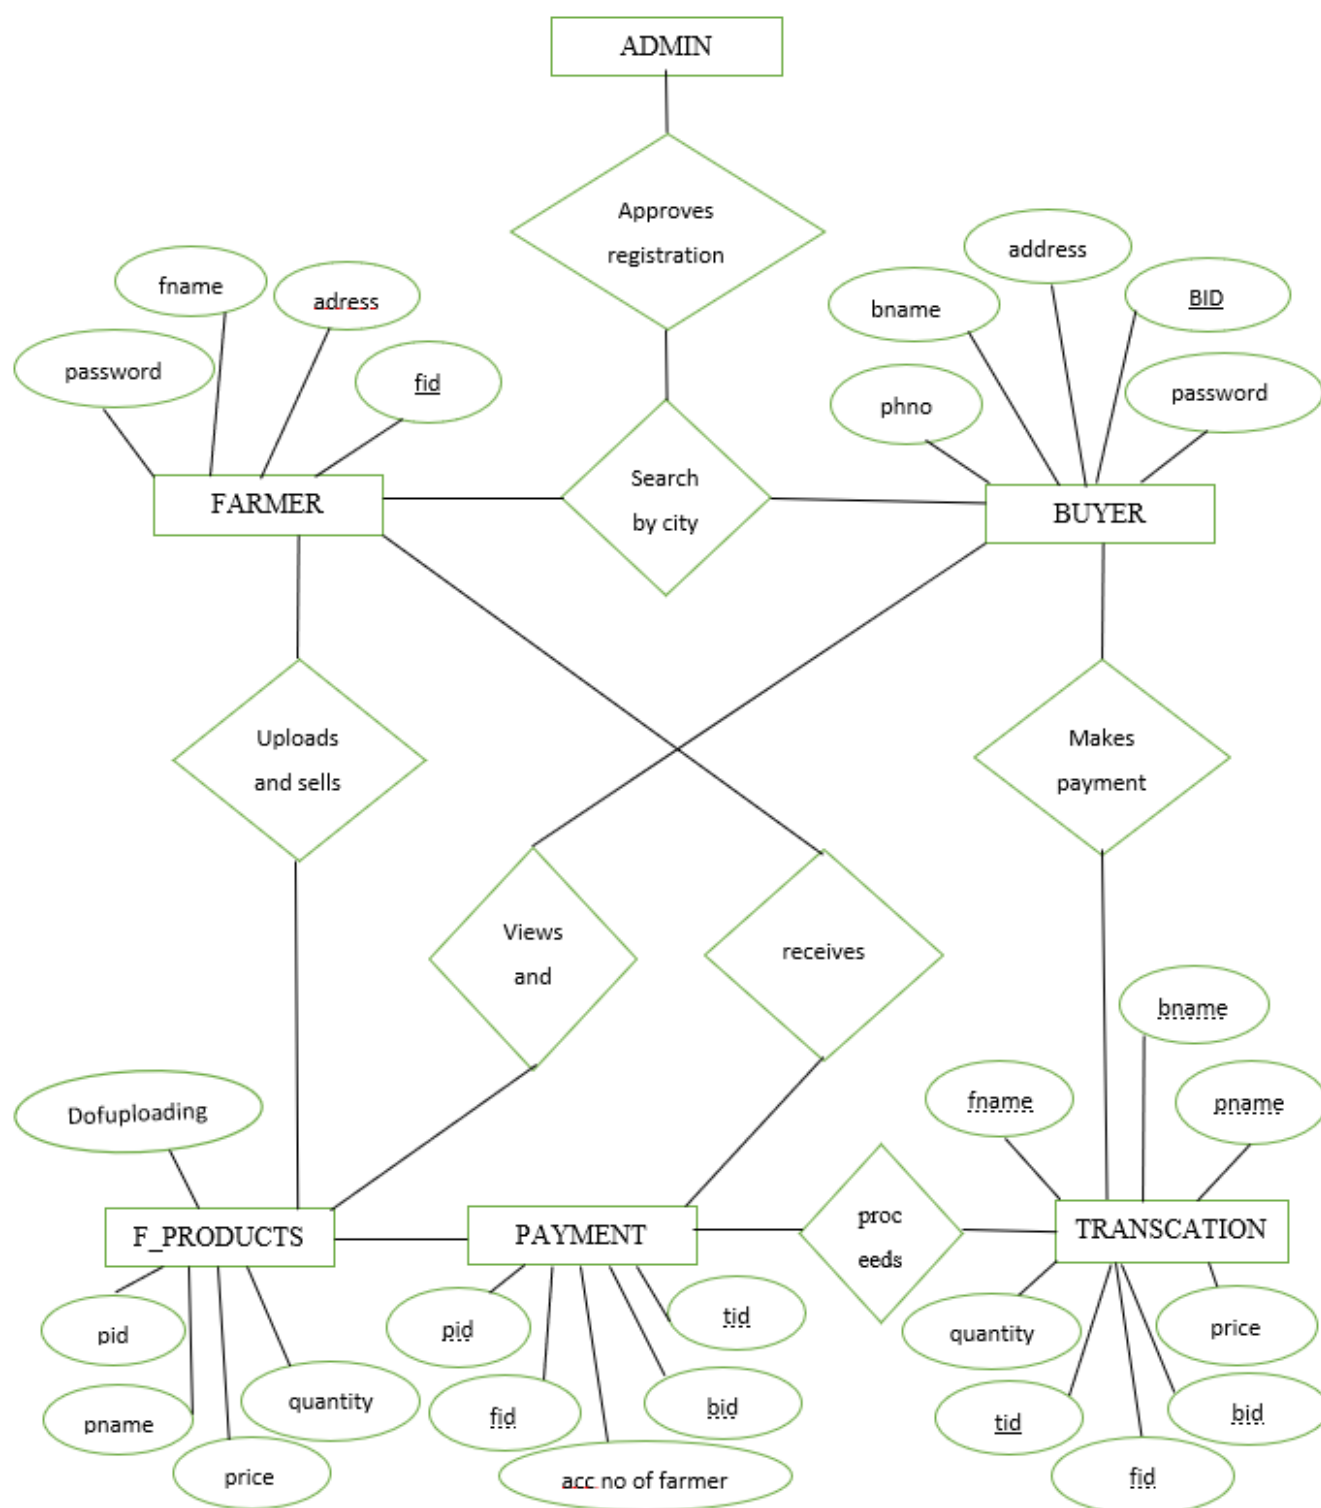 ADMIN
Approves
registration
fname
adress
password
fid
address
bname
BID
phno
password
FARMER
Search
by city
BUYER
Uploads
and sells
Makes
payment
Views
and
receives
bname
fname
pname
Dofuploading
F_PRODUCTS
PAYMENT
proc
eeds
TRANSCATION
pid
pname
price
quantity
pid
fid
acc no of farmer
bid
tid
quantity
tid
fid
bid
price